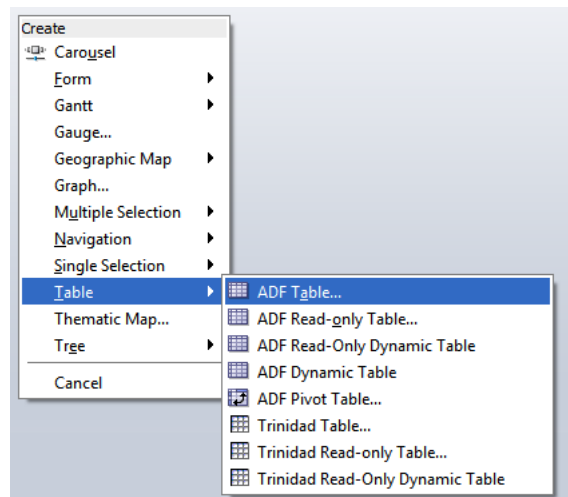 Create
Carousel
Form
Gantt
Gauge...
Geographic Map
Graph...
Multiple Selection
Navigation
Single Selection
Table
Thematic Map...
Tree
Cancel
ADF Table...
ADF Read-only Table...
ADF Read-Only Dynamic Table
ADF Dynamic Table
ADF Pivot Table...
Trinidad Table...
Trinidad Read-only Table...
Trinidad Read-Only Dynamic Table